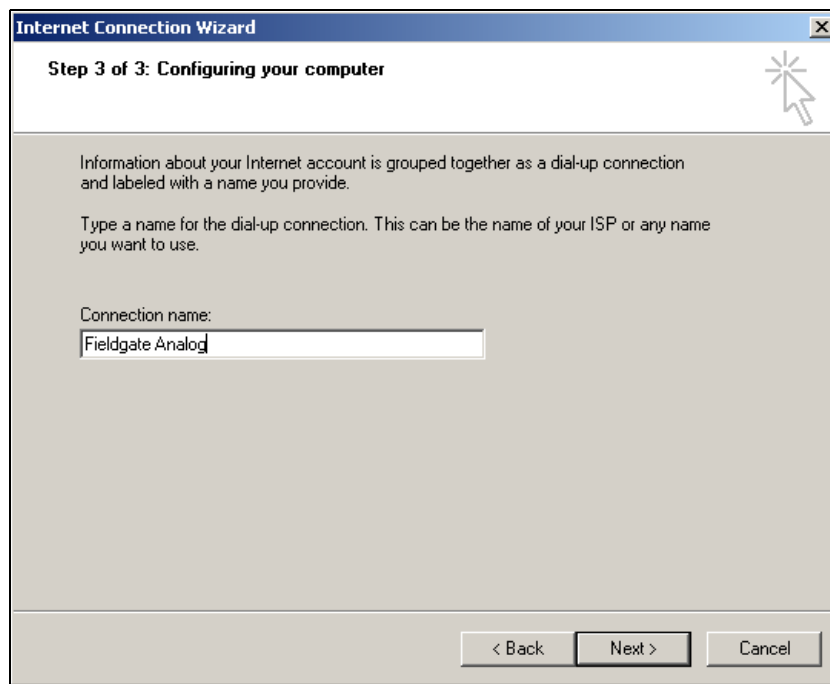 Internet Connection Wizard
Step 3 of 3: Configuring your computer
Information about your Internet account is grouped together as a dial-up connection
and labeled with a name you provide.
Type a name for the dial-up connection. This can be the name of your ISP or any name
you want to use.
Connection name:
Fieldgate Analog
< Back Next > Cancel